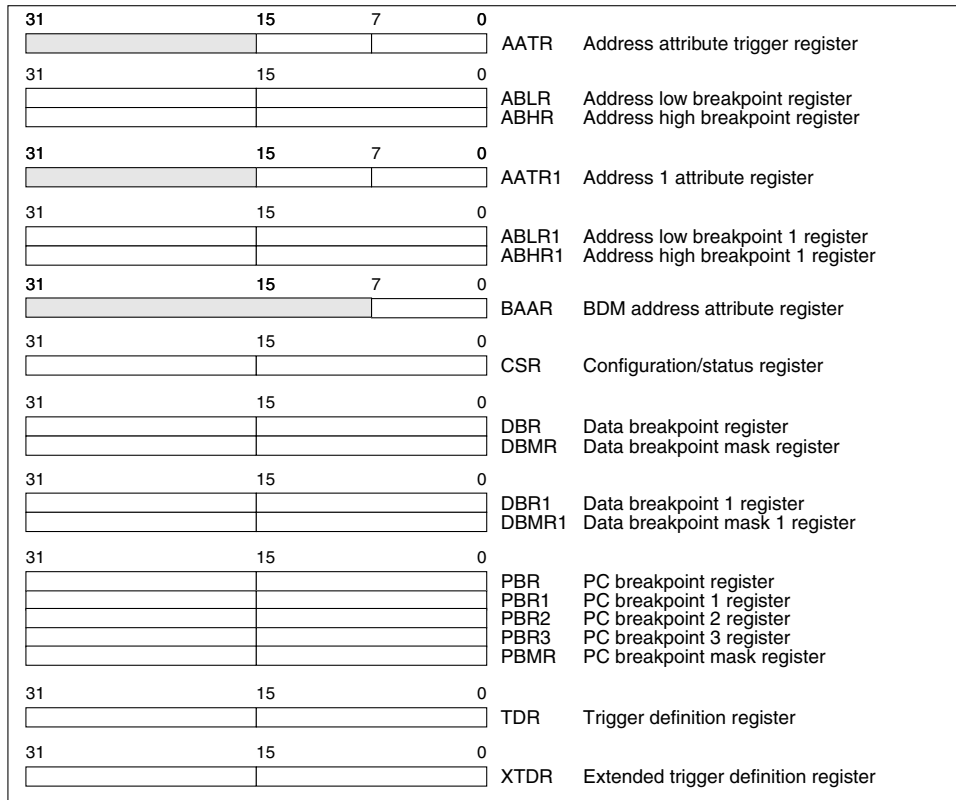 31 15 7 0
AATR Address attribute trigger register
31 15 0
ABLR Address low breakpoint register
ABHR Address high breakpoint register
31 15 7 0
AATR1 Address 1 attribute register
31 15 0
ABLR1 Address low breakpoint 1 register
ABHR1 Address high breakpoint 1 register
31 15 7 0
BAAR BDM address attribute register
31 15 0
CSR Configuration/status register
31 15 0
DBR Data breakpoint register
DBMR Data breakpoint mask register
31 15 0
DBR1 Data breakpoint 1 register
DBMR1 Data breakpoint mask 1 register
31 15 0
PBR PC breakpoint register
PBR1 PC breakpoint 1 register
PBR2 PC breakpoint 2 register
PBR3 PC breakpoint 3 register
PBMR PC breakpoint mask register
31 15 0
TDR Trigger definition register
31 15 0
XTDR Extended trigger definition register